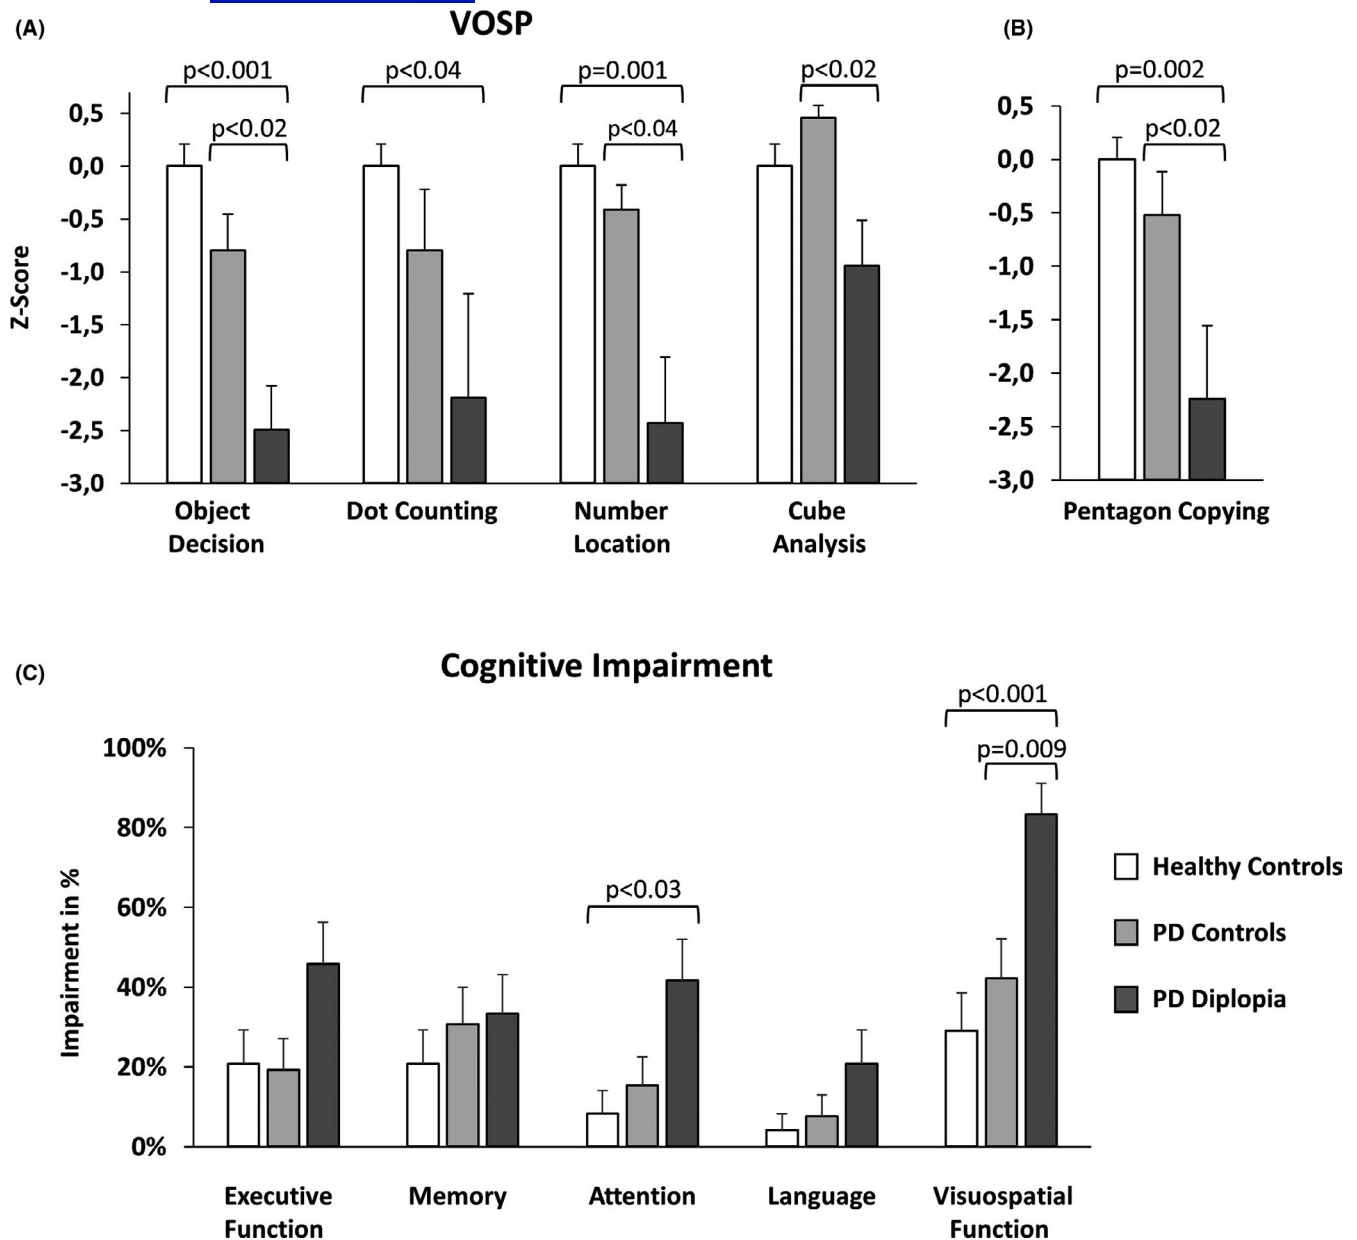 (A)
VOSP
p<0.001
p<0.04
p=0.001
p<0.02
p<0.02
p<0.04
Z-Score
0,5
0,0
-0,5
-1,0
-1,5
-2,0
-2,5
-3,0
Object
Decision
Dot Counting
Number
Location
Cube
Analysis
(B)
p=0.002
p<0.02
0,5
0,0
-0,5
-1,0
-1,5
-2,0
-2,5
-3,0
Pentagon Copying
(C)
Cognitive Impairment
p<0.001
p=0.009
p<0.03
Impairment in %
100%
80%
60%
40%
20%
0%
Executive
Function
Memory
Attention
Language
Visuospatial
Function
Healthy Controls
PD Controls
PD Diplopia